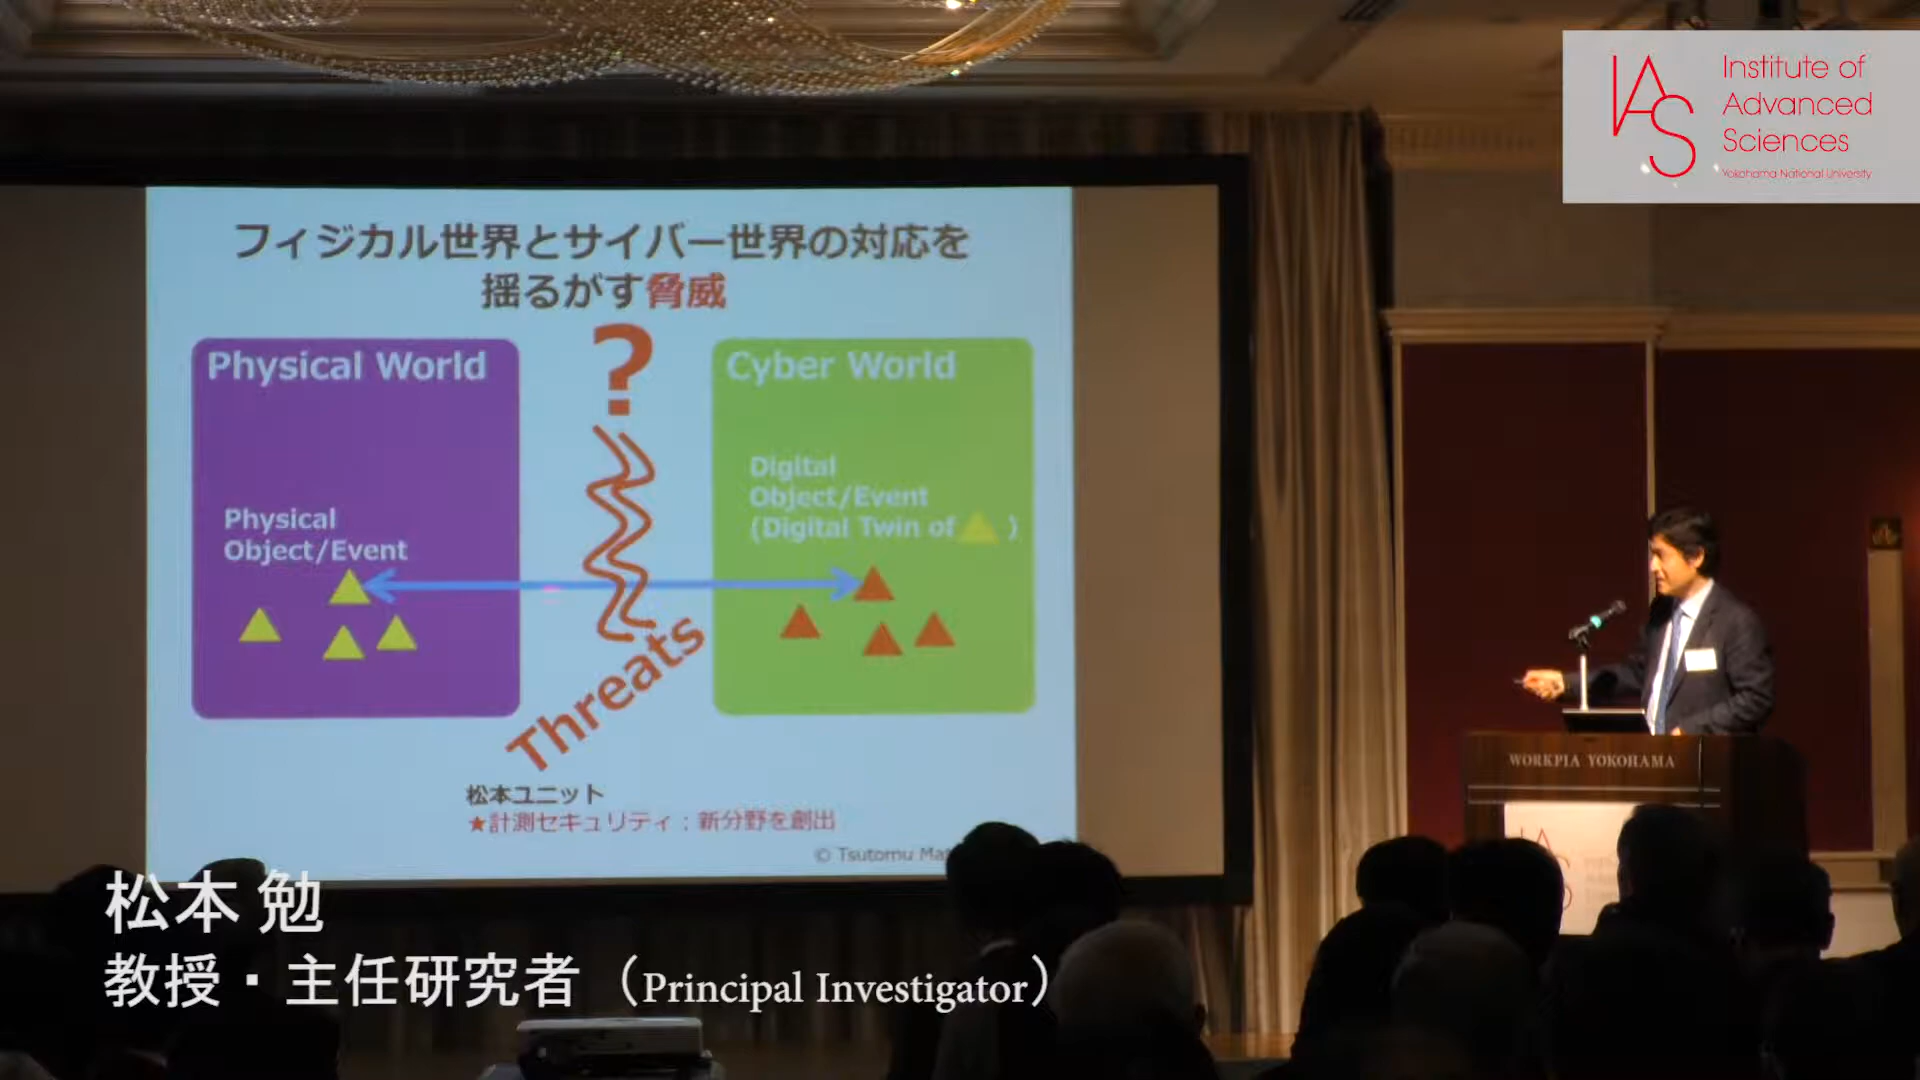 IAS
Institute of
Advanced
Sciences
Yokohama National University
フィジカル世界とサイバー世界の対応を
揺るがす脅威
?
Physical World
Cyber World
Digital
Object/Event
(Digital Twin of )
Physical
Object/Event
Threats
松本ユニット
★計測セキュリティ：新分野を創出
© Tsutomu
WORKPIA YOKOHAMA
IAS
松本 勉
教授・主任研究者（Principal Investigator）